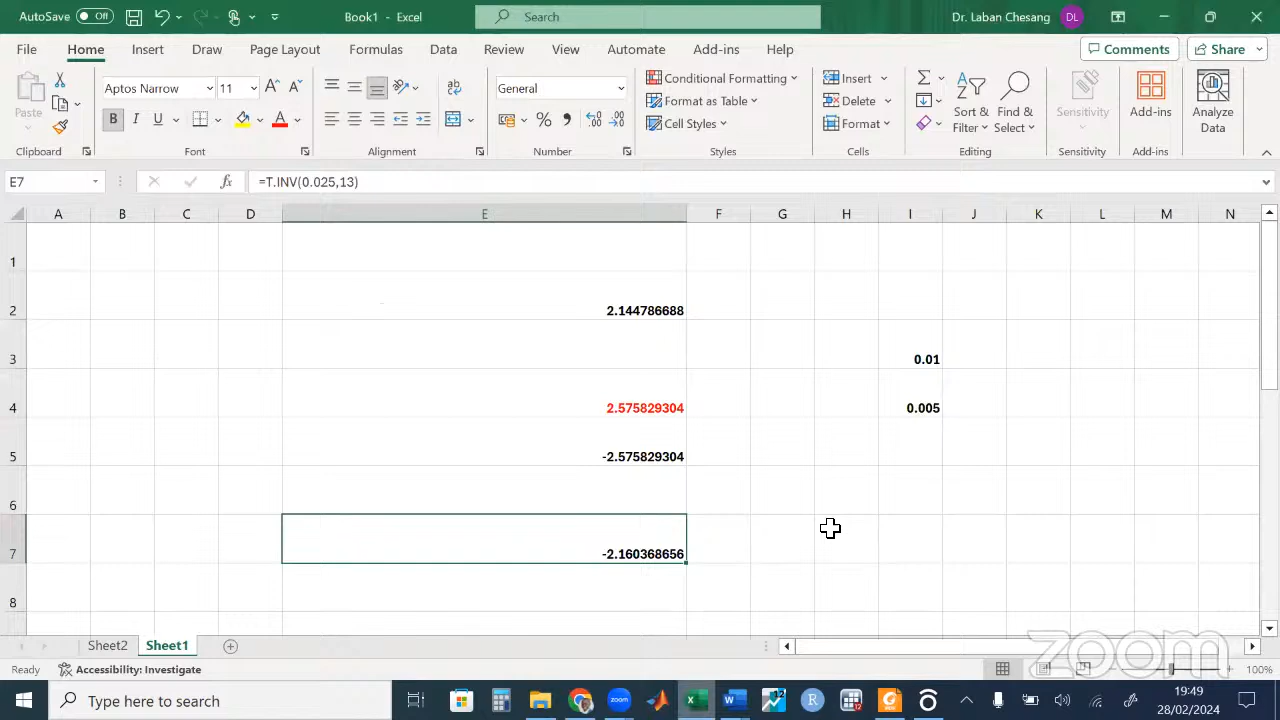 AutoSave Off Book1 - Excel Search Dr. Laban Chesang DL
File Home Insert Draw Page Layout Formulas Data Review View Automate Add-ins Help Comments Share
Aptos Narrow 11 General Conditional Formatting Insert
Paste Format as Table Delete Sort & Find & Sensitivity Add-ins Analyze
B I U A % Cell Styles Format Filter Select Data
Clipboard Font Alignment Number Styles Cells Editing Sensitivity Add-ins
E7 fx =T.INV(0.025,13)
A B C D E F G H I J K L M N
1
2 2.144786688
3 0.01
4 2.575829304 0.005
5 -2.575829304
6
7 -2.160368656
8
Sheet2 Sheet1
zoom
Ready Accessibility: Investigate 100%
Type here to search zoom 12 R 19:49
28/02/2024